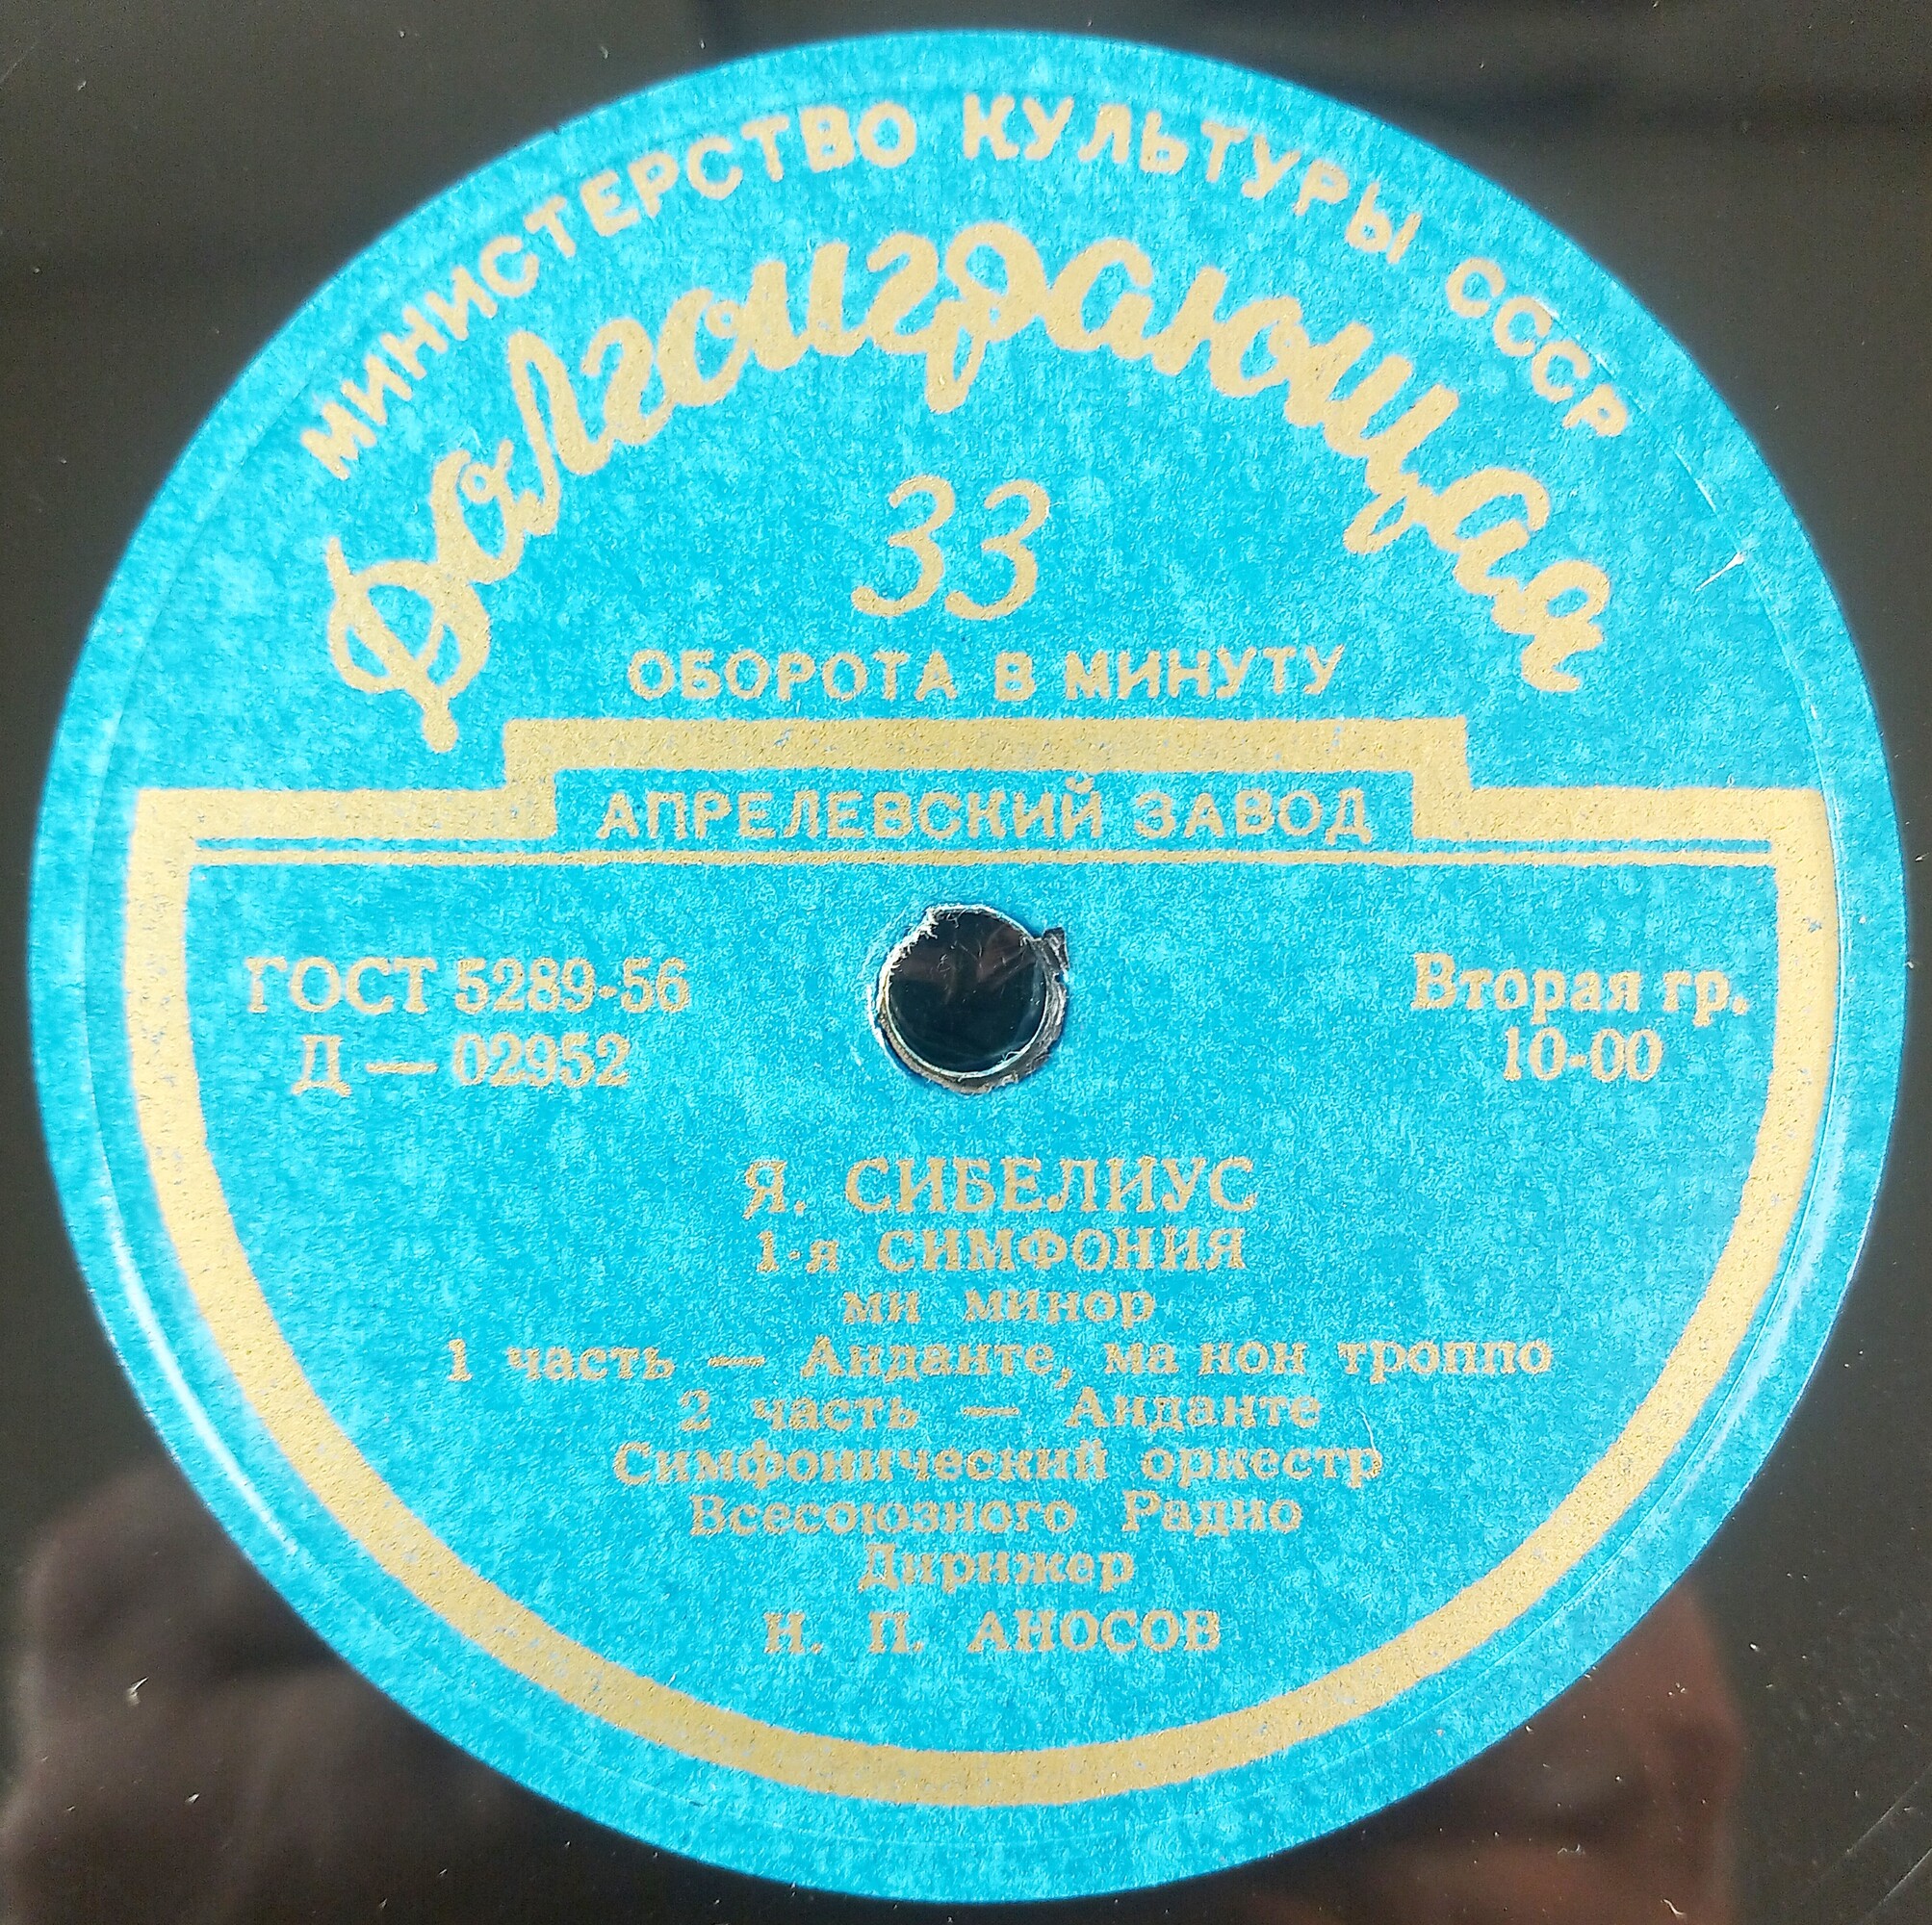 МИНИСТЕРСТВО КУЛЬТУРЫ СССР
Долгоиграющая
33
ОБОРОТА В МИНУТУ
АПРЕЛЕВСКИЙ ЗАВОД
ГОСТ 5289-56
Д — 02952
Вторая гр.
10-00
Я. СИБЕЛИУС
1-я СИМФОНИЯ
ми минор
1 часть — Анданте, ма нон троппо
2 часть — Анданте
Симфонический оркестр
Всесоюзного Радио
Дирижер
Н. П. АНОСОВ